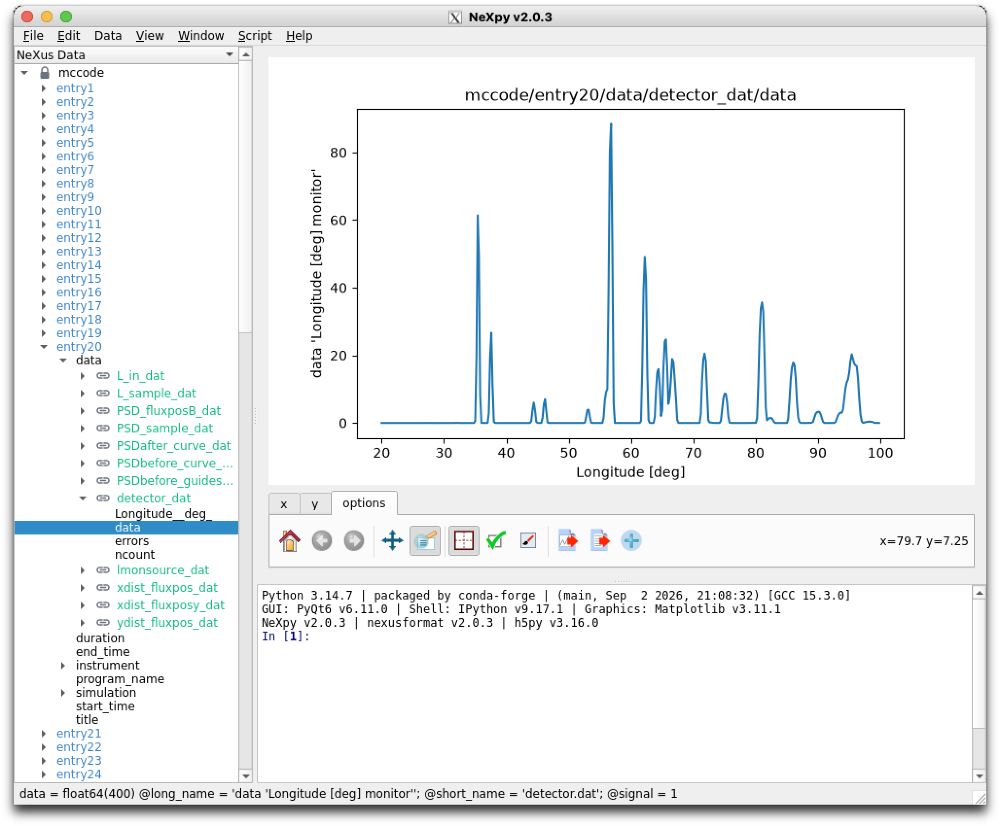 NeXpy v2.0.3
File Edit Data View Window Script Help
NeXus Data
mccode
entry1
entry2
entry3
entry4
entry5
entry6
entry7
entry8
entry9
entry10
entry11
entry12
entry13
entry14
entry15
entry16
entry17
entry18
entry19
entry20
data
L_in_dat
L_sample_dat
PSD_fluxposB_dat
PSD_sample_dat
PSDafter_curve_dat
PSDbefore_curve_...
PSDbefore_guides...
detector_dat
Longitude__deg_
data
errors
ncount
lmonsource_dat
xdist_fluxpos_dat
xdist_fluxposy_dat
ydist_fluxpos_dat
duration
end_time
instrument
program_name
simulation
start_time
title
entry21
entry22
entry23
entry24
mccode/entry20/data/detector_dat/data
data 'Longitude [deg] monitor'
80
60
40
20
0
20 30 40 50 60 70 80 90 100
Longitude [deg]
x y options
x=79.7 y=7.25
Python 3.14.7 | packaged by conda-forge | (main, Sep  2 2026, 21:08:32) [GCC 15.3.0]
GUI: PyQt6 v6.11.0 | Shell: IPython v9.17.1 | Graphics: Matplotlib v3.11.1
NeXpy v2.0.3 | nexusformat v2.0.3 | h5py v3.16.0
In [1]:
data = float64(400) @long_name = 'data 'Longitude [deg] monitor''; @short_name = 'detector.dat'; @signal = 1